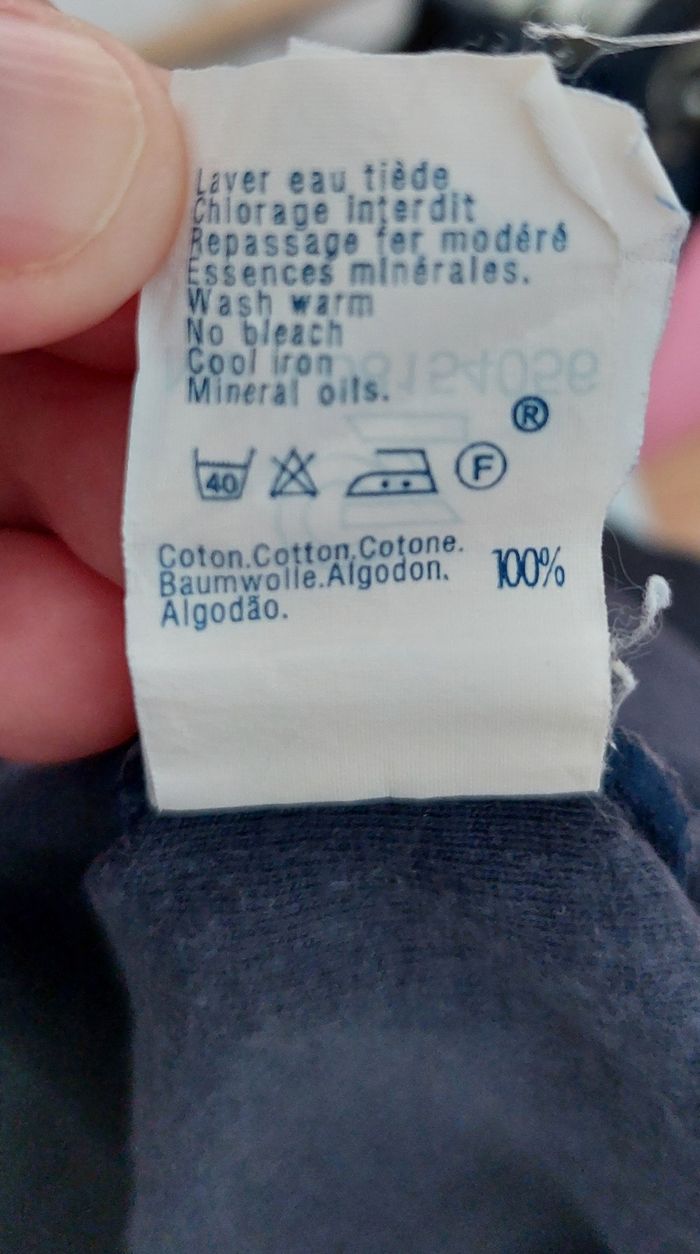 Laver eau tiède
Chlorage interdit
Repassage fer modéré
Essences minérales.
Wash warm
No bleach
Cool iron
Mineral oils.
®
40 F
Coton.Cotton.Cotone.
Baumwolle.Algodon. 100%
Algodão.